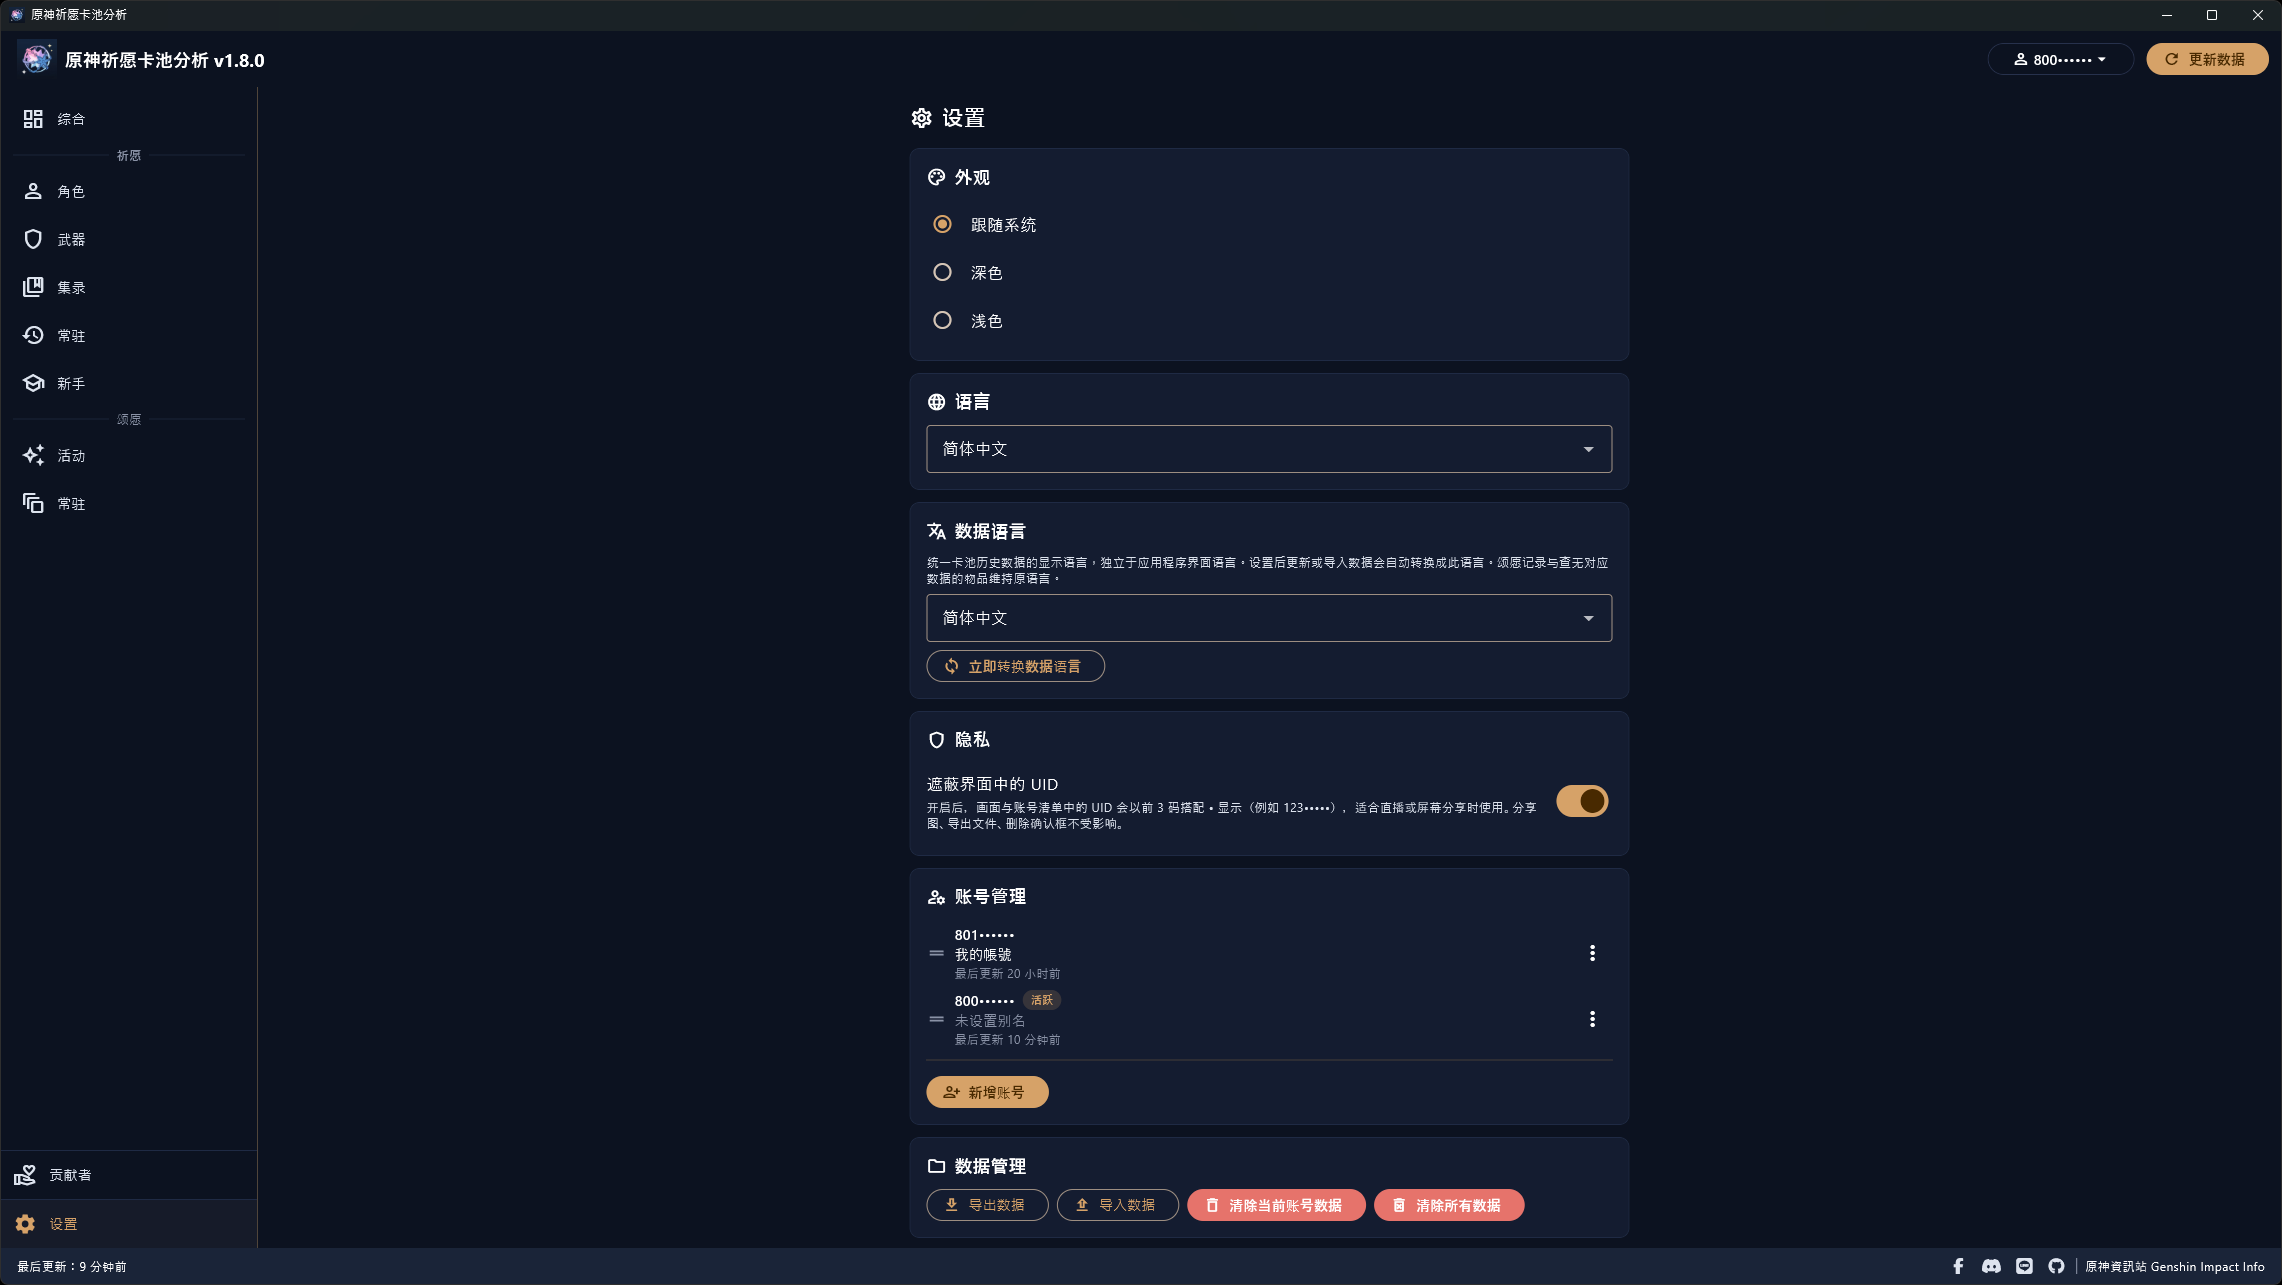 原神祈愿卡池分析
原神祈愿卡池分析 v1.8.0
800••••••
更新数据
综合
祈愿
角色
武器
集录
常驻
新手
颂愿
活动
常驻
贡献者
设置
设置
外观
跟随系统
深色
浅色
语言
简体中文
数据语言
统一卡池历史数据的显示语言，独立于应用程序界面语言。设置后更新或导入数据会自动转换成此语言。颂愿记录与查无对应
数据的物品维持原语言。
简体中文
立即转换数据语言
隐私
遮蔽界面中的 UID
开启后，画面与账号清单中的 UID 会以前 3 码搭配 • 显示（例如 123•••••），适合直播或屏幕分享时使用。分享
图、导出文件、删除确认框不受影响。
账号管理
801••••••
我的帳號
最后更新 20 小时前
800•••••• 活跃
未设置别名
最后更新 10 分钟前
新增账号
数据管理
导出数据
导入数据
清除当前账号数据
清除所有数据
最后更新：9 分钟前
原神資訊站 Genshin Impact Info